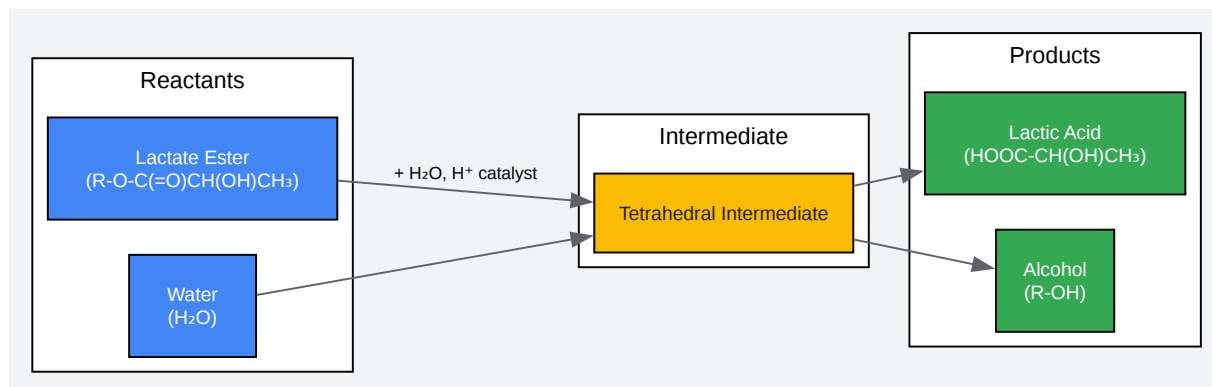 Reactants
Lactate Ester
(R-O-C(=O)CH(OH)CH₃)
Water
(H₂O)
+ H₂O, H⁺ catalyst
Intermediate
Tetrahedral Intermediate
Products
Lactic Acid
(HOOC-CH(OH)CH₃)
Alcohol
(R-OH)